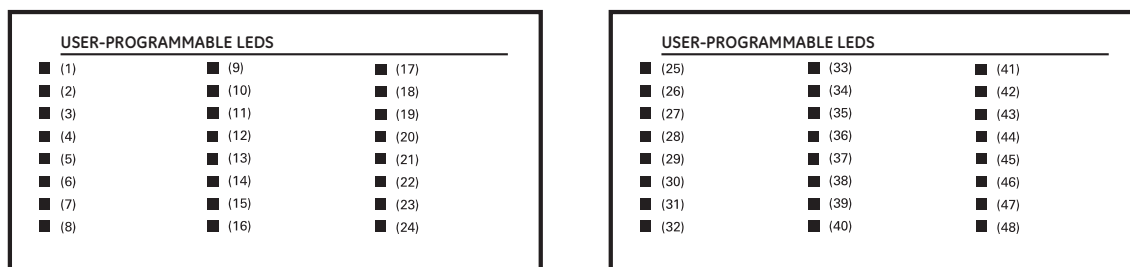 USER-PROGRAMMABLE LEDS
(1) (9) (17)
(2) (10) (18)
(3) (11) (19)
(4) (12) (20)
(5) (13) (21)
(6) (14) (22)
(7) (15) (23)
(8) (16) (24)
USER-PROGRAMMABLE LEDS
(25) (33) (41)
(26) (34) (42)
(27) (35) (43)
(28) (36) (44)
(29) (37) (45)
(30) (38) (46)
(31) (39) (47)
(32) (40) (48)